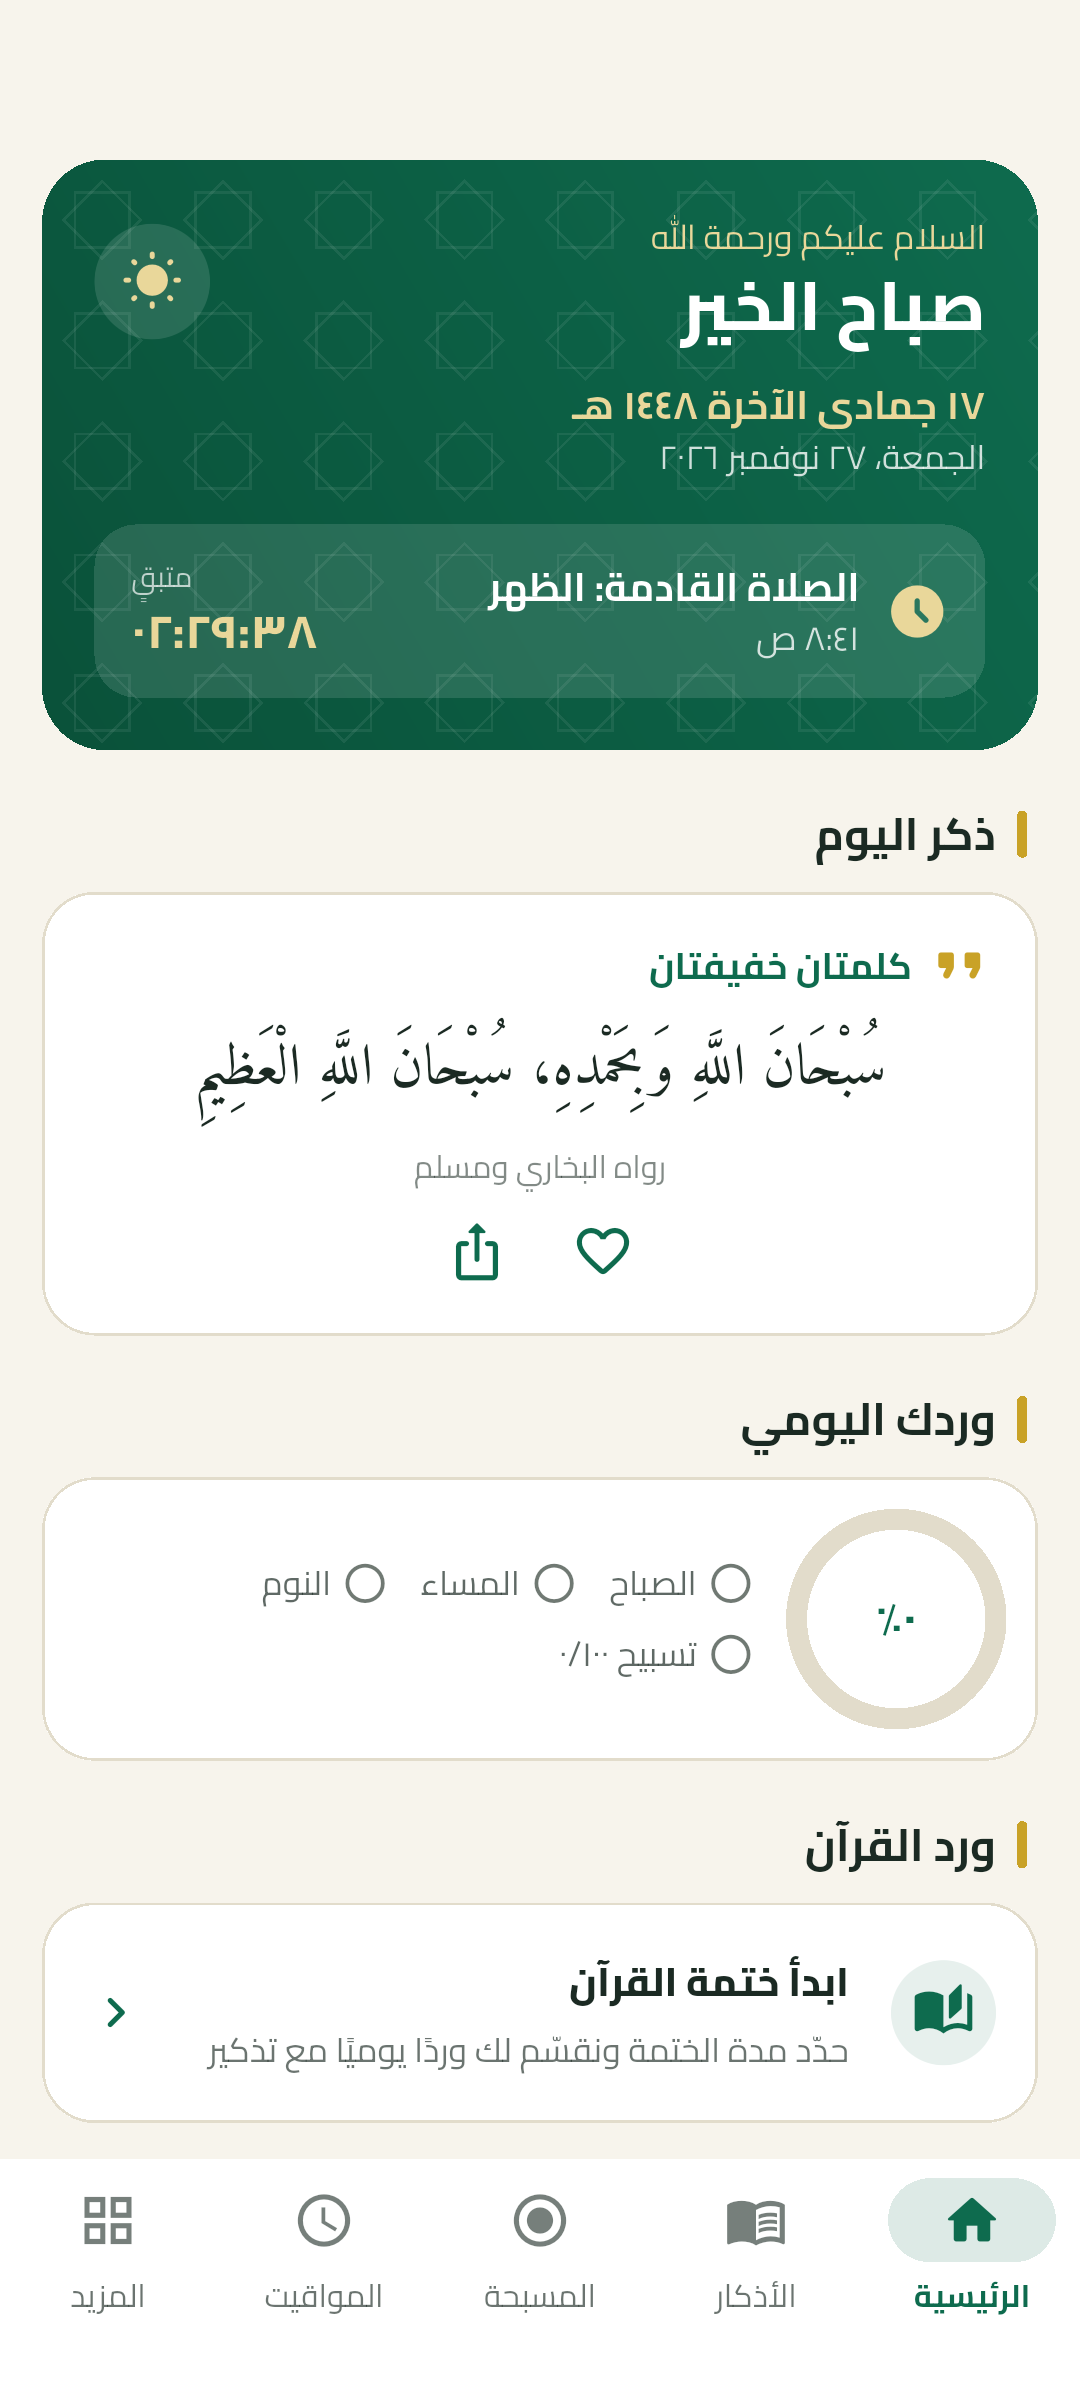 السلام عليكم ورحمة الله
صباح الخير
١٧ جمادى الآخرة ١٤٤٨ هـ
الجمعة، ٢٧ نوفمبر ٢٠٢٦
الصلاة القادمة: الظهر
٨:٤١ ص
متبقٍ
٠٢:٢٩:٣٨
ذكر اليوم
كلمتان خفيفتان
سُبْحَانَ اللَّهِ وَبِحَمْدِهِ، سُبْحَانَ اللَّهِ الْعَظِيمِ
رواه البخاري ومسلم
وردك اليومي
٠٪
الصباح
المساء
النوم
تسبيح ٠/١٠٠
ورد القرآن
ابدأ ختمة القرآن
حدّد مدة الختمة ونقسّم لك وردًا يوميًا مع تذكير
الرئيسية
الأذكار
المسبحة
المواقيت
المزيد